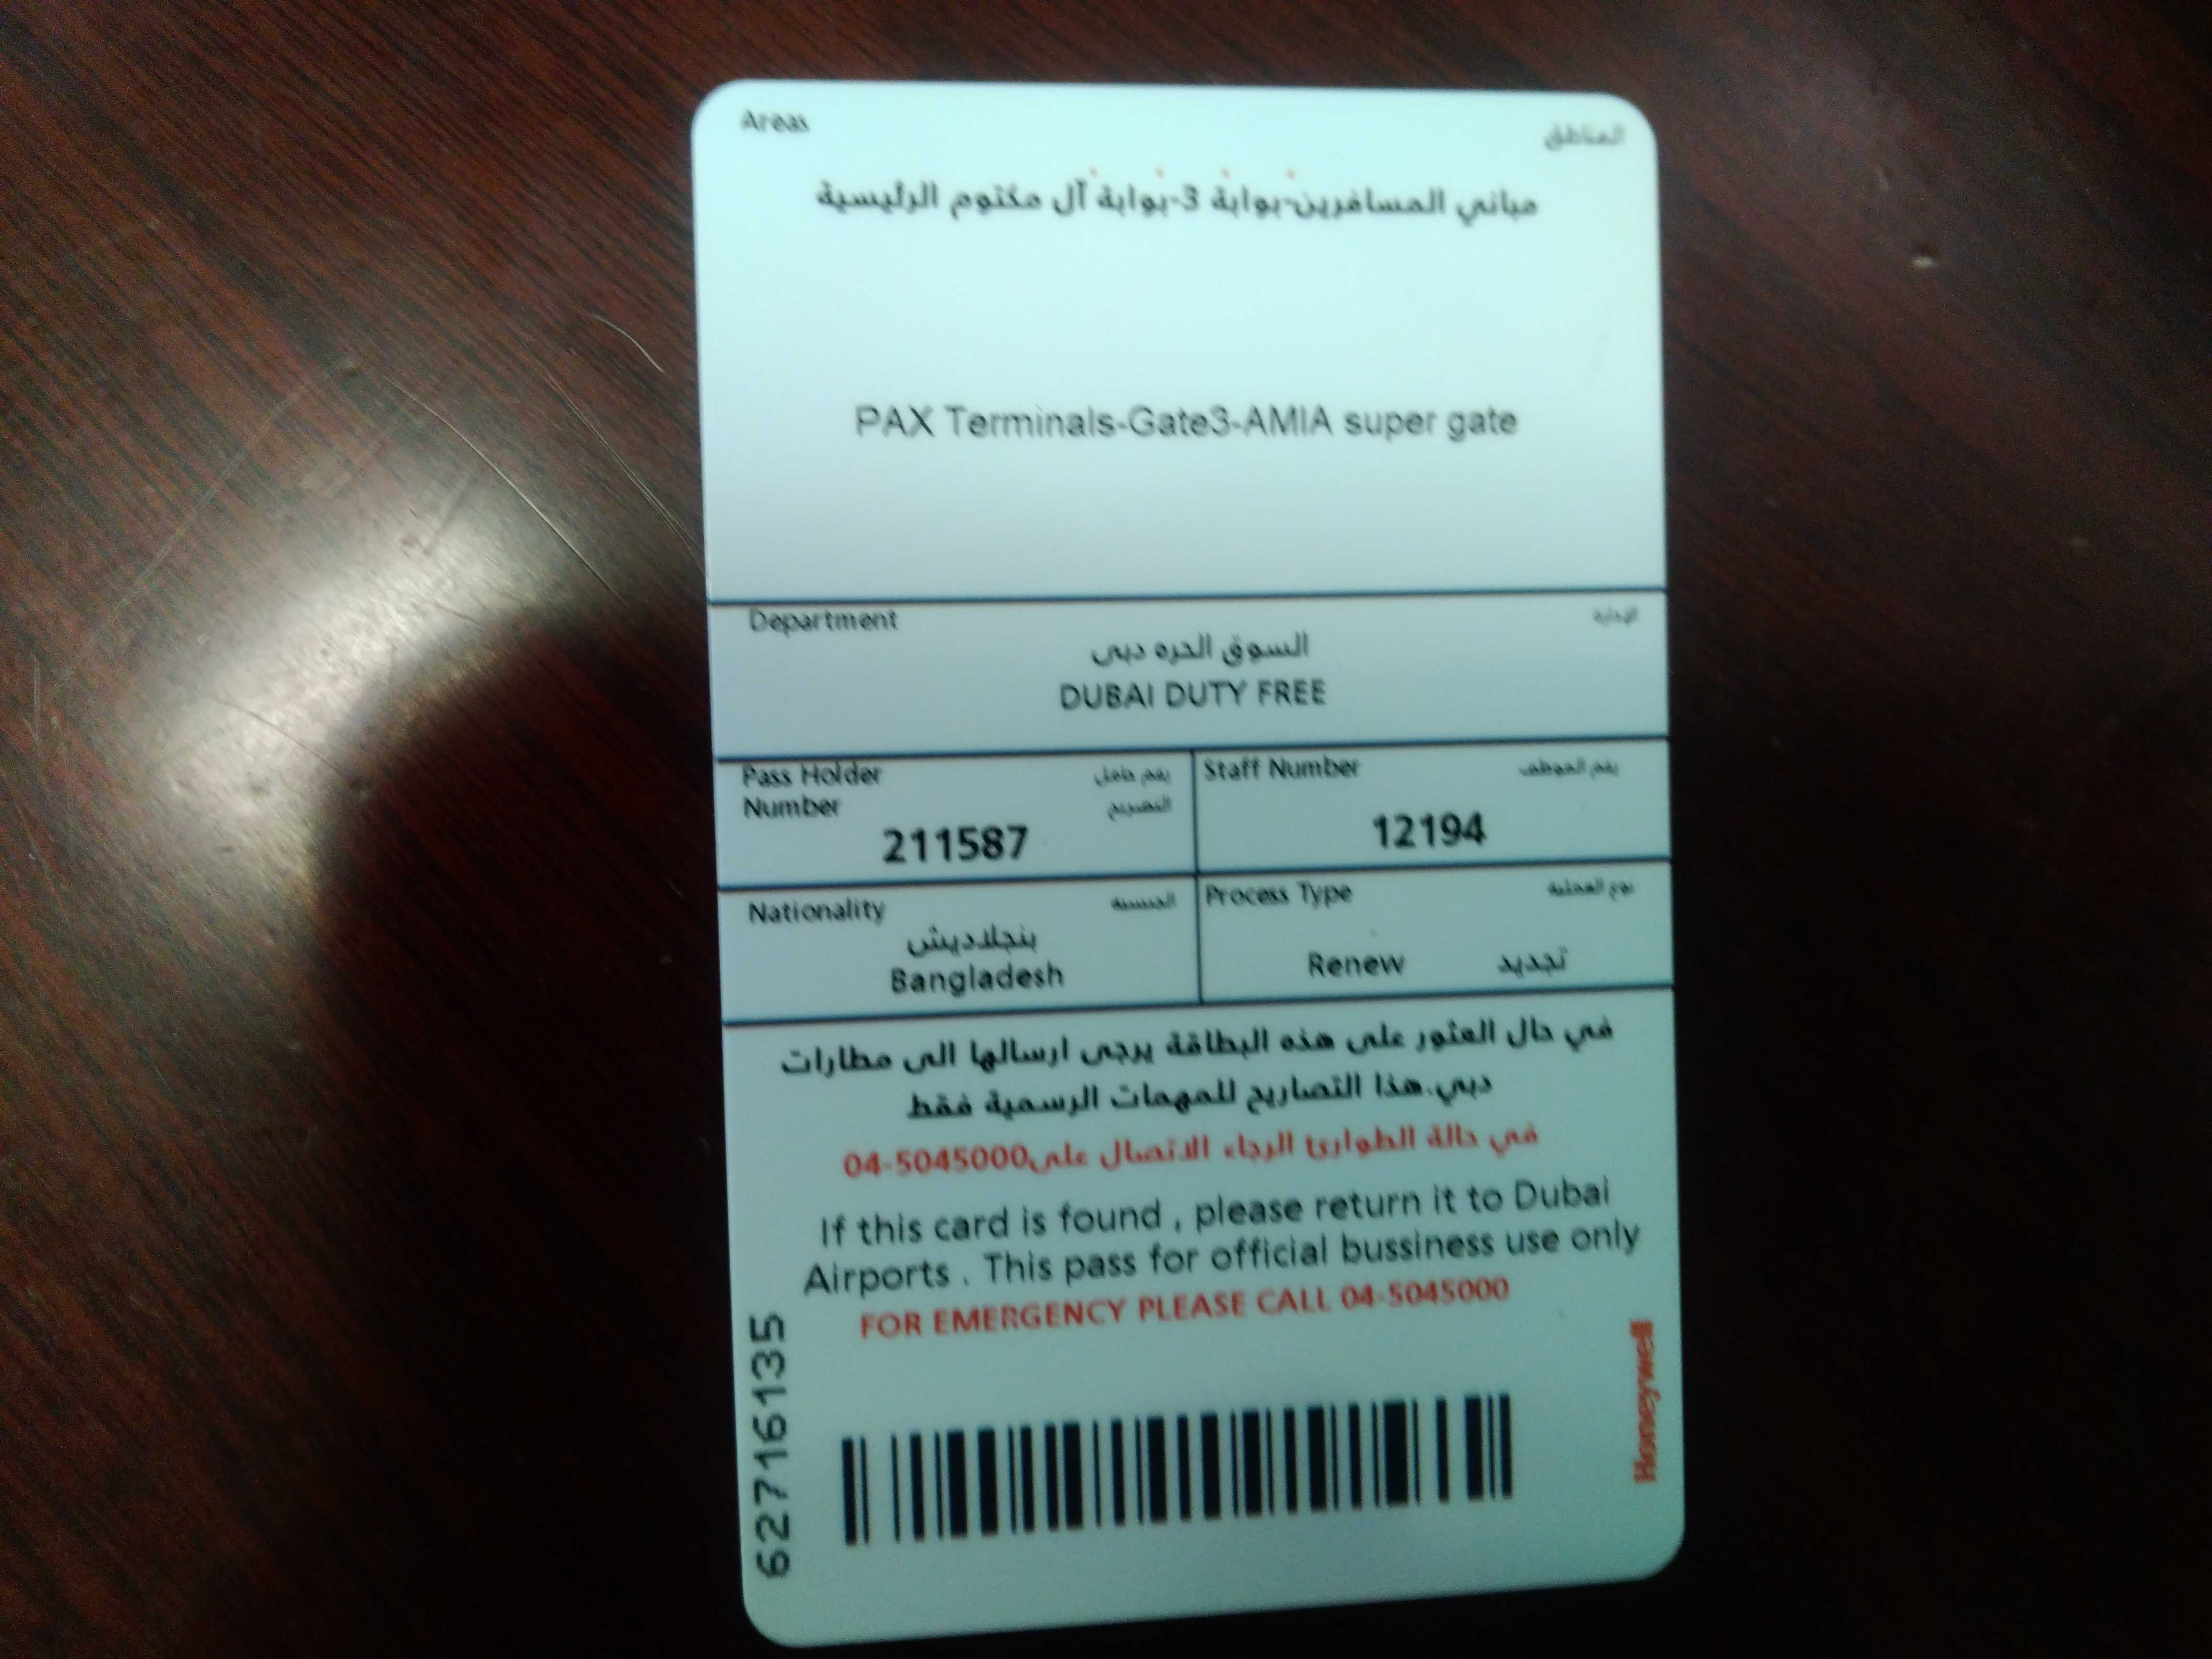 Areas المناطق
مباني المسافرين-بوابة 3-بوابة آل مكتوم الرئيسية
PAX Terminals-Gate3-AMIA super gate
Department الإدارة
السوق الحره دبى
DUBAI DUTY FREE
Pass Holder رقم حامل
Number التصريح
211587
Staff Number رقم الموظف
12194
Nationality الجنسية
بنجلاديش
Bangladesh
Process Type نوع العملية
Renew تجديد
في حال العثور على هذه البطاقة يرجى ارسالها الى مطارات
دبي.هذا التصاريح للمهمات الرسمية فقط
في حالة الطوارئ الرجاء الاتصال على04-5045000
If this card is found , please return it to Dubai
Airports . This pass for official bussiness use only
FOR EMERGENCY PLEASE CALL 04-5045000
62716135
Honeywell